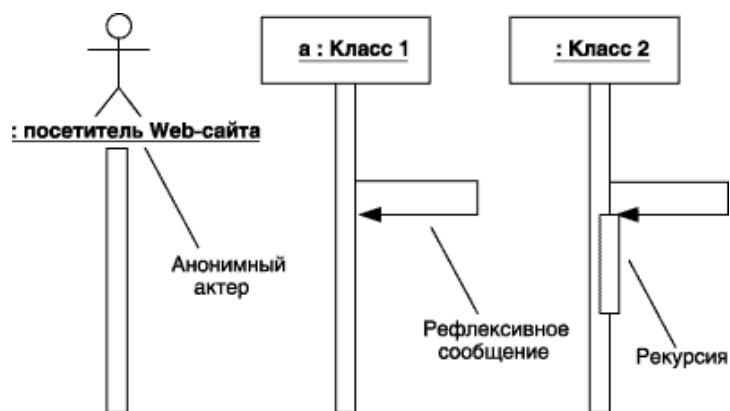 a : Класс 1
: Класс 2
: посетитель Web-сайта
Анонимный
актер
Рефлексивное
сообщение
Рекурсия